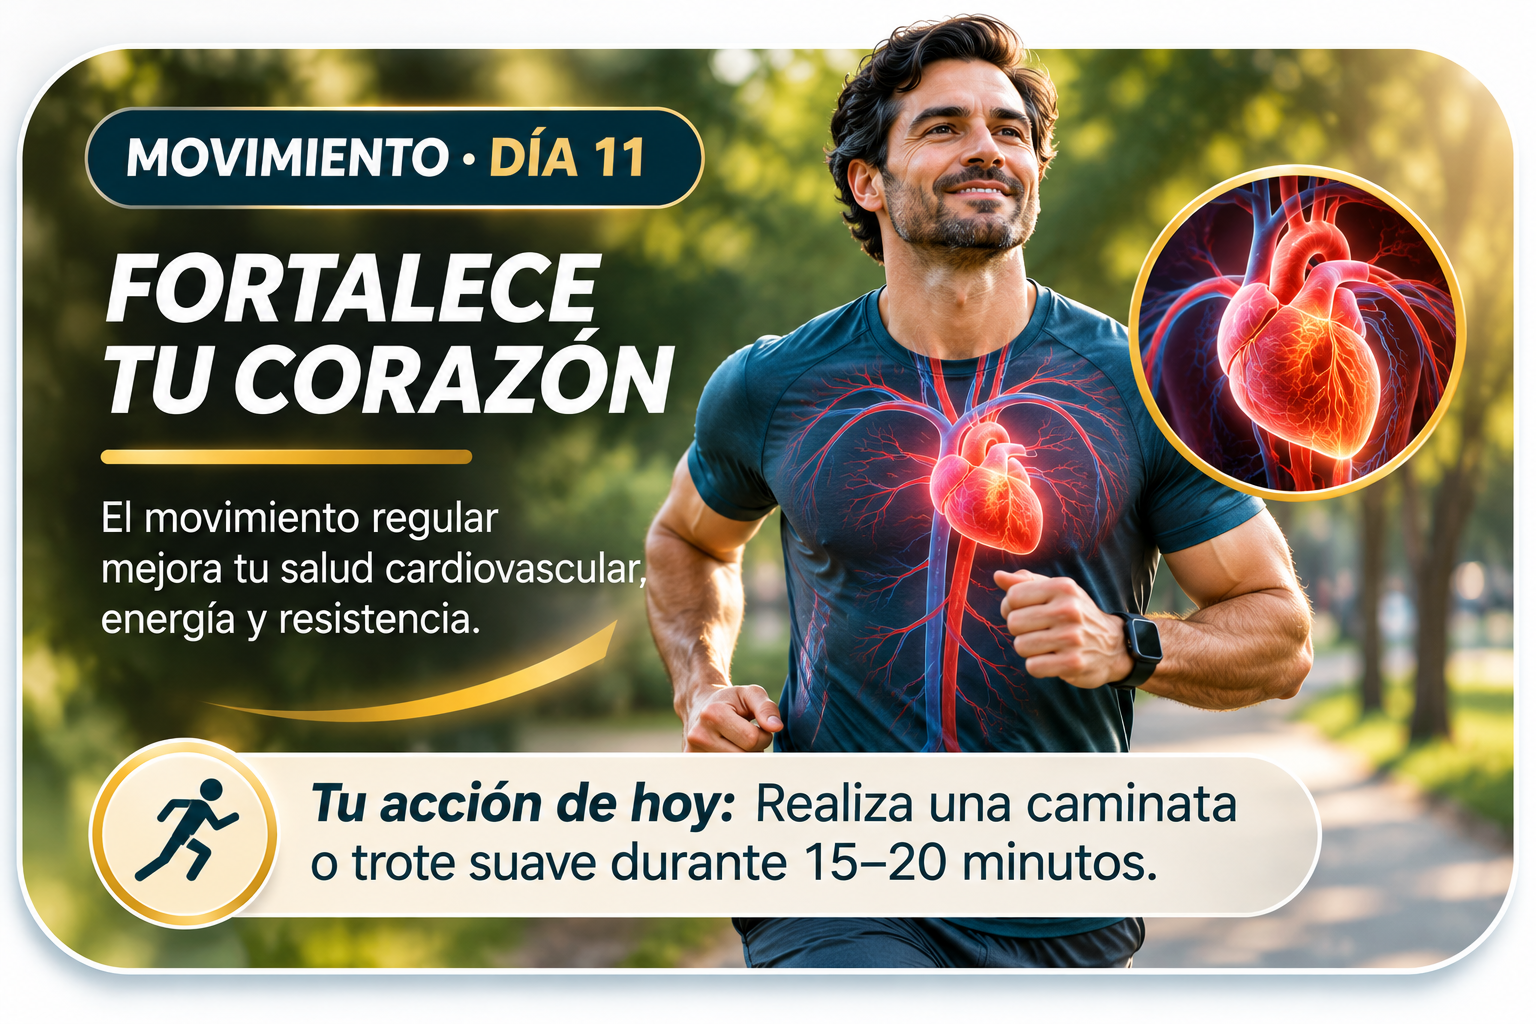 MOVIMIENTO • DÍA 11
FORTALECE
TU CORAZÓN
El movimiento regular
mejora tu salud cardiovascular,
energía y resistencia.
Tu acción de hoy: Realiza una caminata
o trote suave durante 15–20 minutos.